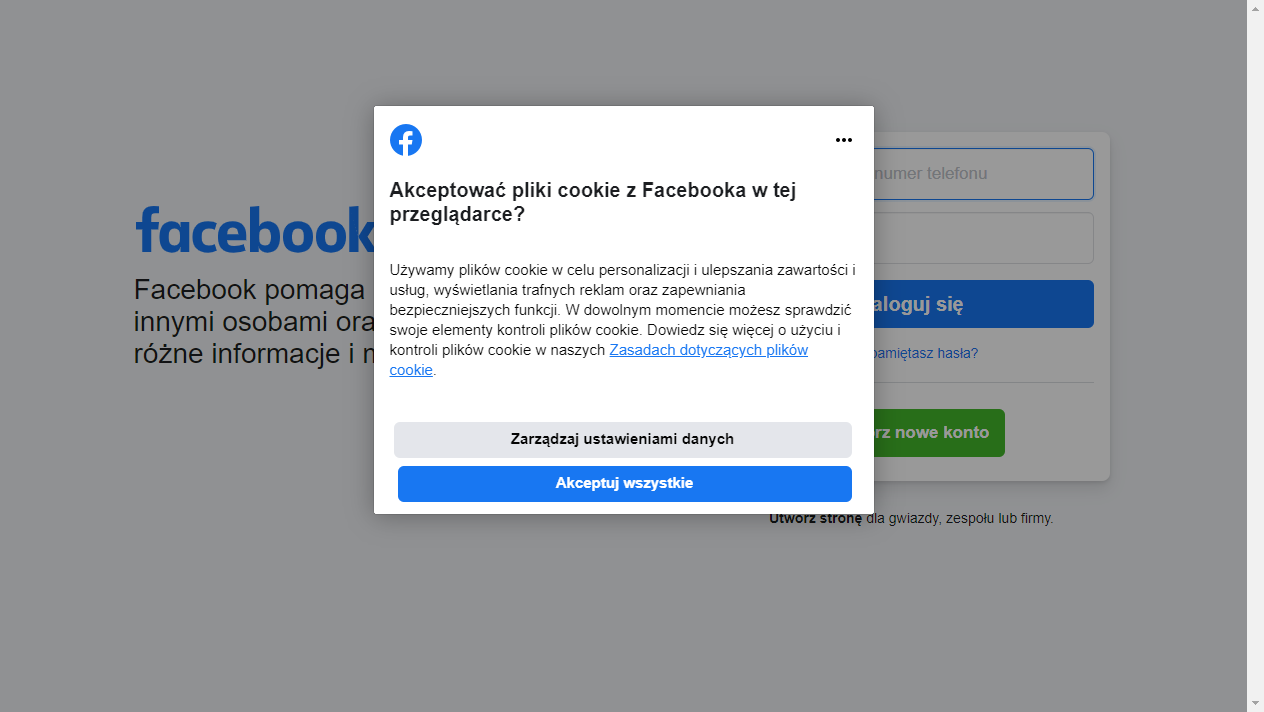 Akceptować pliki cookie z Facebooka w tej
przeglądarce?
Używamy plików cookie w celu personalizacji i ulepszania zawartości i
usług, wyświetlania trafnych reklam oraz zapewniania
bezpieczniejszych funkcji. W dowolnym momencie możesz sprawdzić
swoje elementy kontroli plików cookie. Dowiedz się więcej o użyciu i
kontroli plików cookie w naszych Zasadach dotyczących plików
cookie.
Zarządzaj ustawieniami danych
Akceptuj wszystkie
facebook
Facebook pomaga
innymi osobami ora
różne informacje i
numer telefonu
aloguj się
pamiętasz hasła?
rz nowe konto
Utwórz stronę dla gwiazdy, zespołu lub firmy.